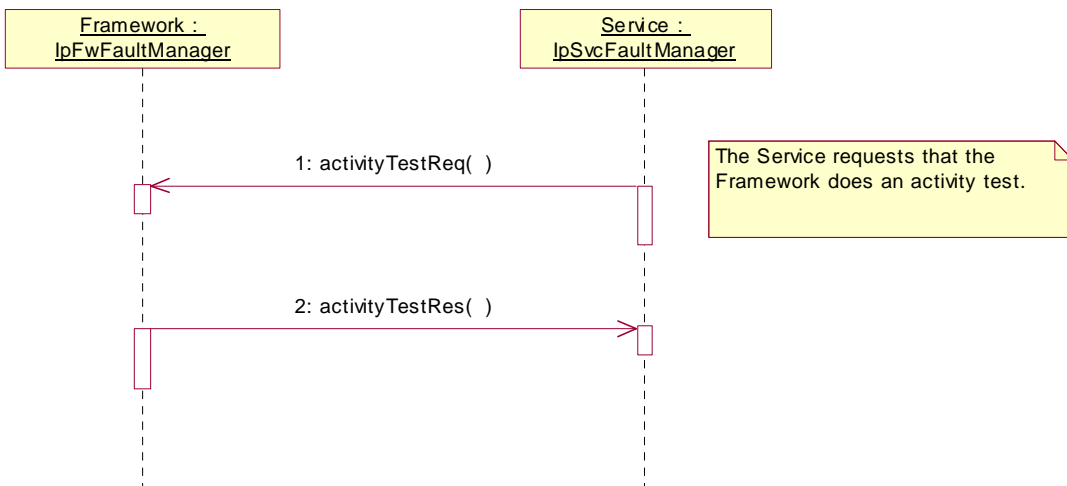 Framework :
IpFwFaultManager
Service :
IpSvcFaultManager
1: activityTestReq( )
The Service requests that the
Framework does an activity test.
2: activityTestRes( )